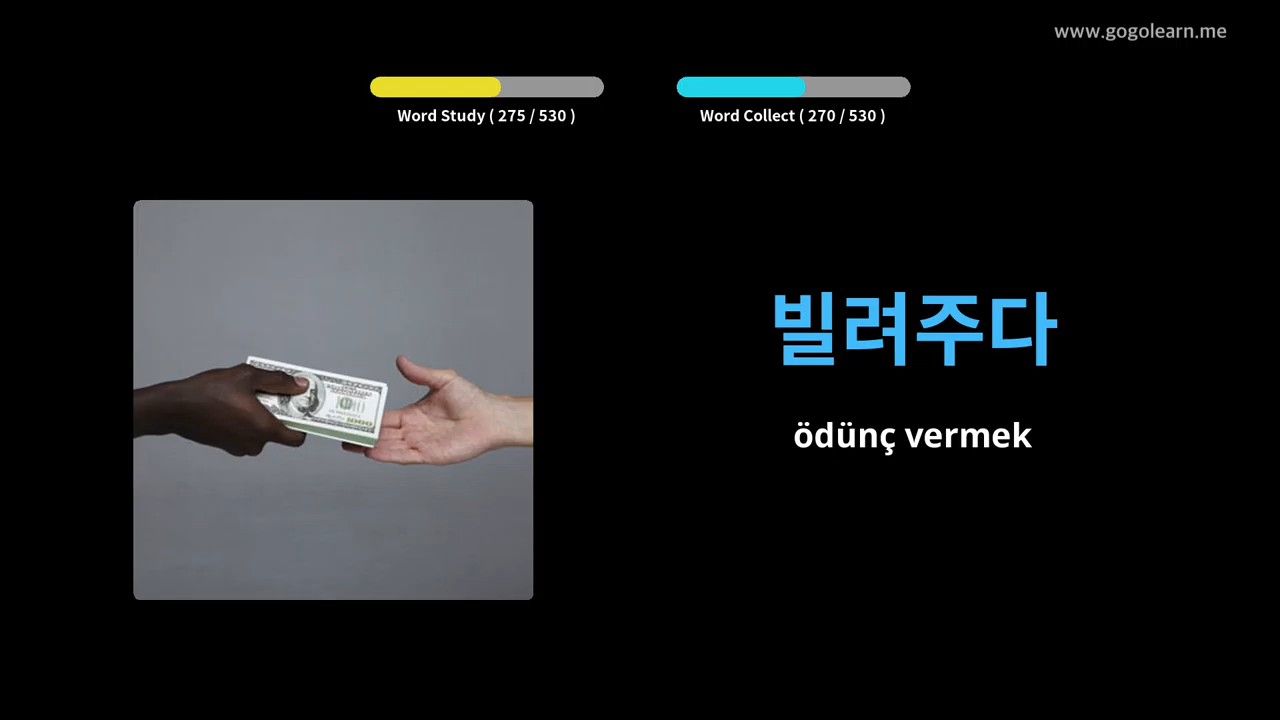 www.gogolearn.me
Word Study ( 275 / 530 )
Word Collect ( 270 / 530 )
빌려주다
ödünç vermek